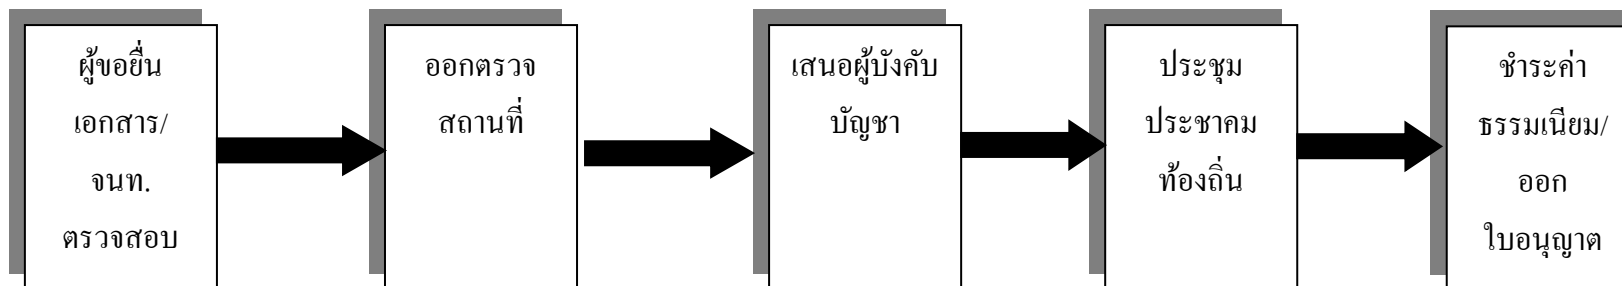 ผู้ขอยื่น
เอกสาร/
จนท.
ตรวจสอบ
ออกตรวจ
สถานที่
เสนอผู้บังคับ
บัญชา
ประชุม
ประชาคม
ท้องถิ่น
ชำระค่า
ธรรมเนียม/
ออก
ใบอนุญาต